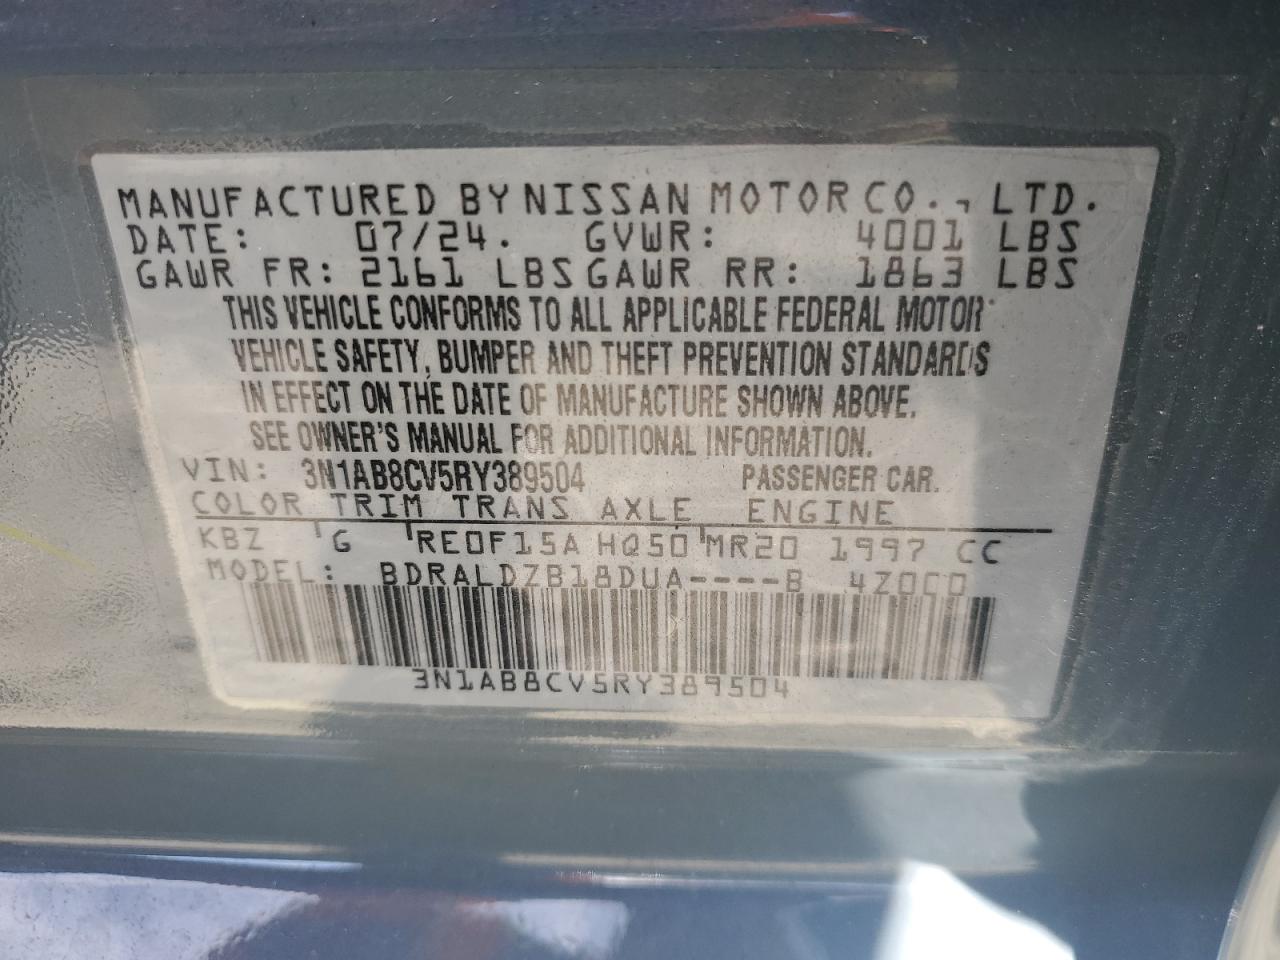 MANUFACTURED BY NISSAN MOTOR CO., LTD.
DATE: 07/24. GVWR: 4001 LBS
GAWR FR: 2161 LBS GAWR RR: 1863 LBS
THIS VEHICLE CONFORMS TO ALL APPLICABLE FEDERAL MOTOR
VEHICLE SAFETY, BUMPER AND THEFT PREVENTION STANDARDS
IN EFFECT ON THE DATE OF MANUFACTURE SHOWN ABOVE.
SEE OWNER'S MANUAL FOR ADDITIONAL INFORMATION.
VIN: 3N1AB8CV5RY389504 PASSENGER CAR.
COLOR TRIM TRANS AXLE ENGINE
KBZ G RE0F15A HQ50 MR20 1997 CC
MODEL: BDRALDZB18DUA----B 4Z0C0
3N1AB8CV5RY389504